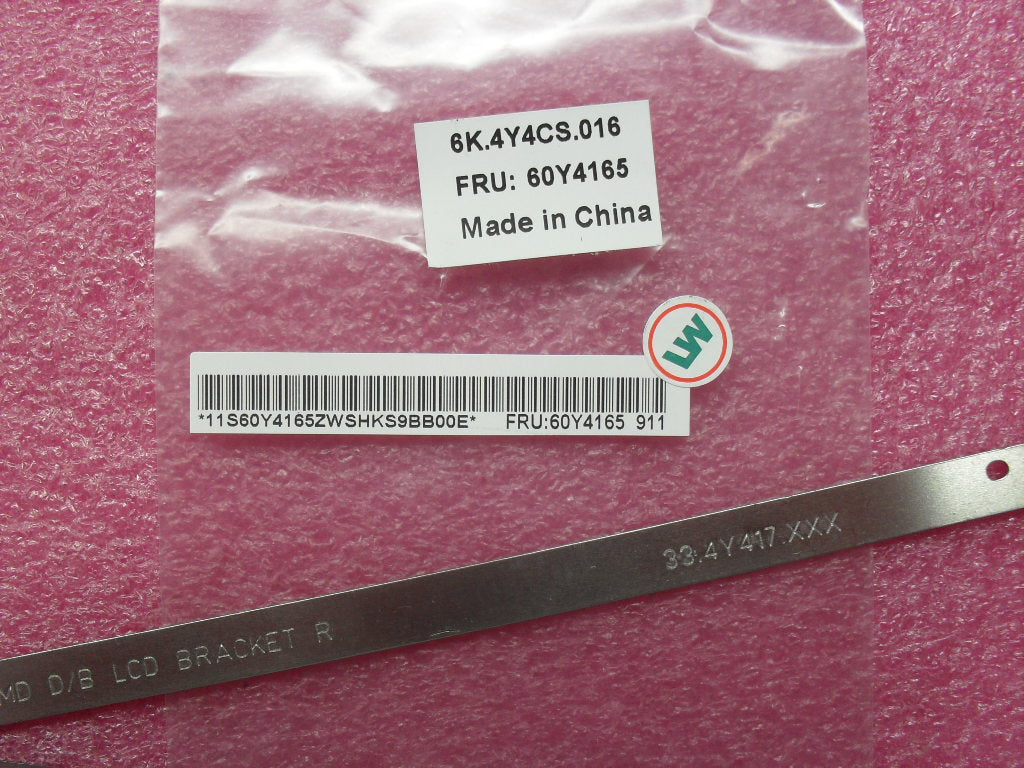 6K.4Y4CS.016
FRU: 60Y4165
Made in China
LW
*11S60Y4165ZWSHKS9BB00E* FRU:60Y4165 911
33.4Y417.XXX
MD D/B LCD BRACKET R